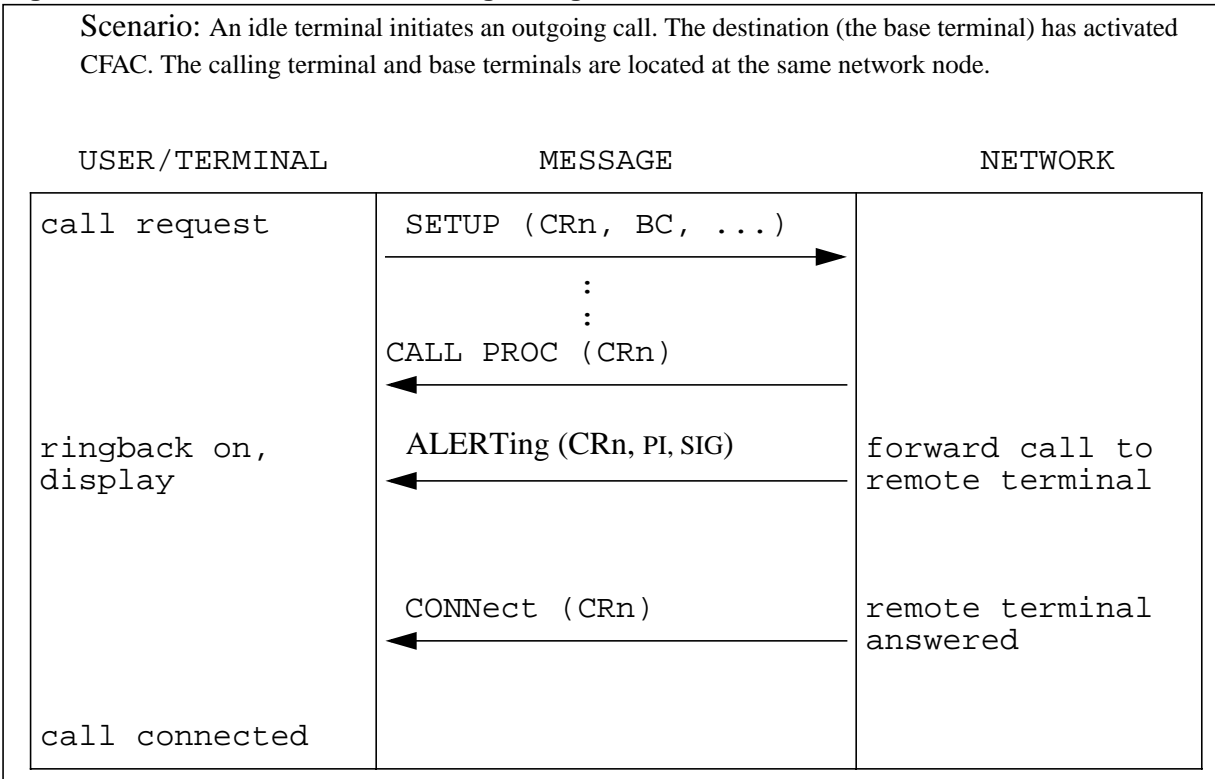 Scenario: An idle terminal initiates an outgoing call. The destination (the base terminal) has activated
CFAC. The calling terminal and base terminals are located at the same network node.
USER/TERMINAL MESSAGE NETWORK
call request SETUP (CRn, BC, ...)
:
:
CALL PROC (CRn)
ringback on, ALERTing (CRn, PI, SIG) forward call to
display remote terminal
CONNect (CRn) remote terminal
answered
call connected